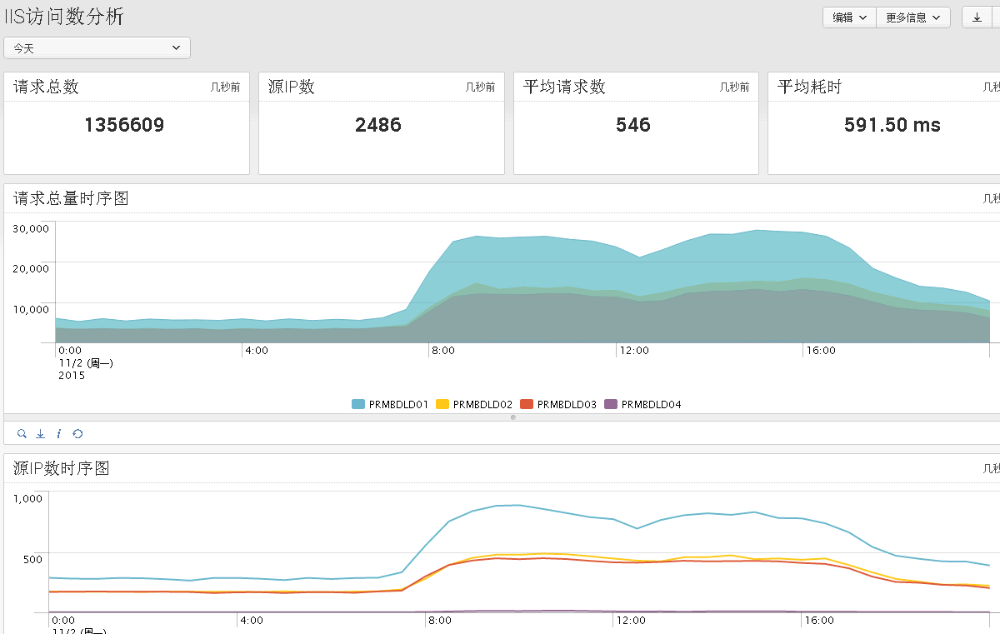 IIS访问数分析
编辑 更多信息
今天
请求总数 几秒前 源IP数 几秒前 平均请求数 几秒前 平均耗时
1356609 2486 546 591.50 ms
请求总量时序图
30,000
20,000
10,000
0:00 4:00 8:00 12:00 16:00
11/2 (周一)
2015
PRMBDLD01 PRMBDLD02 PRMBDLD03 PRMBDLD04
源IP数时序图
1,000
500
0:00 4:00 8:00 12:00 16:00
11/2 (周一)